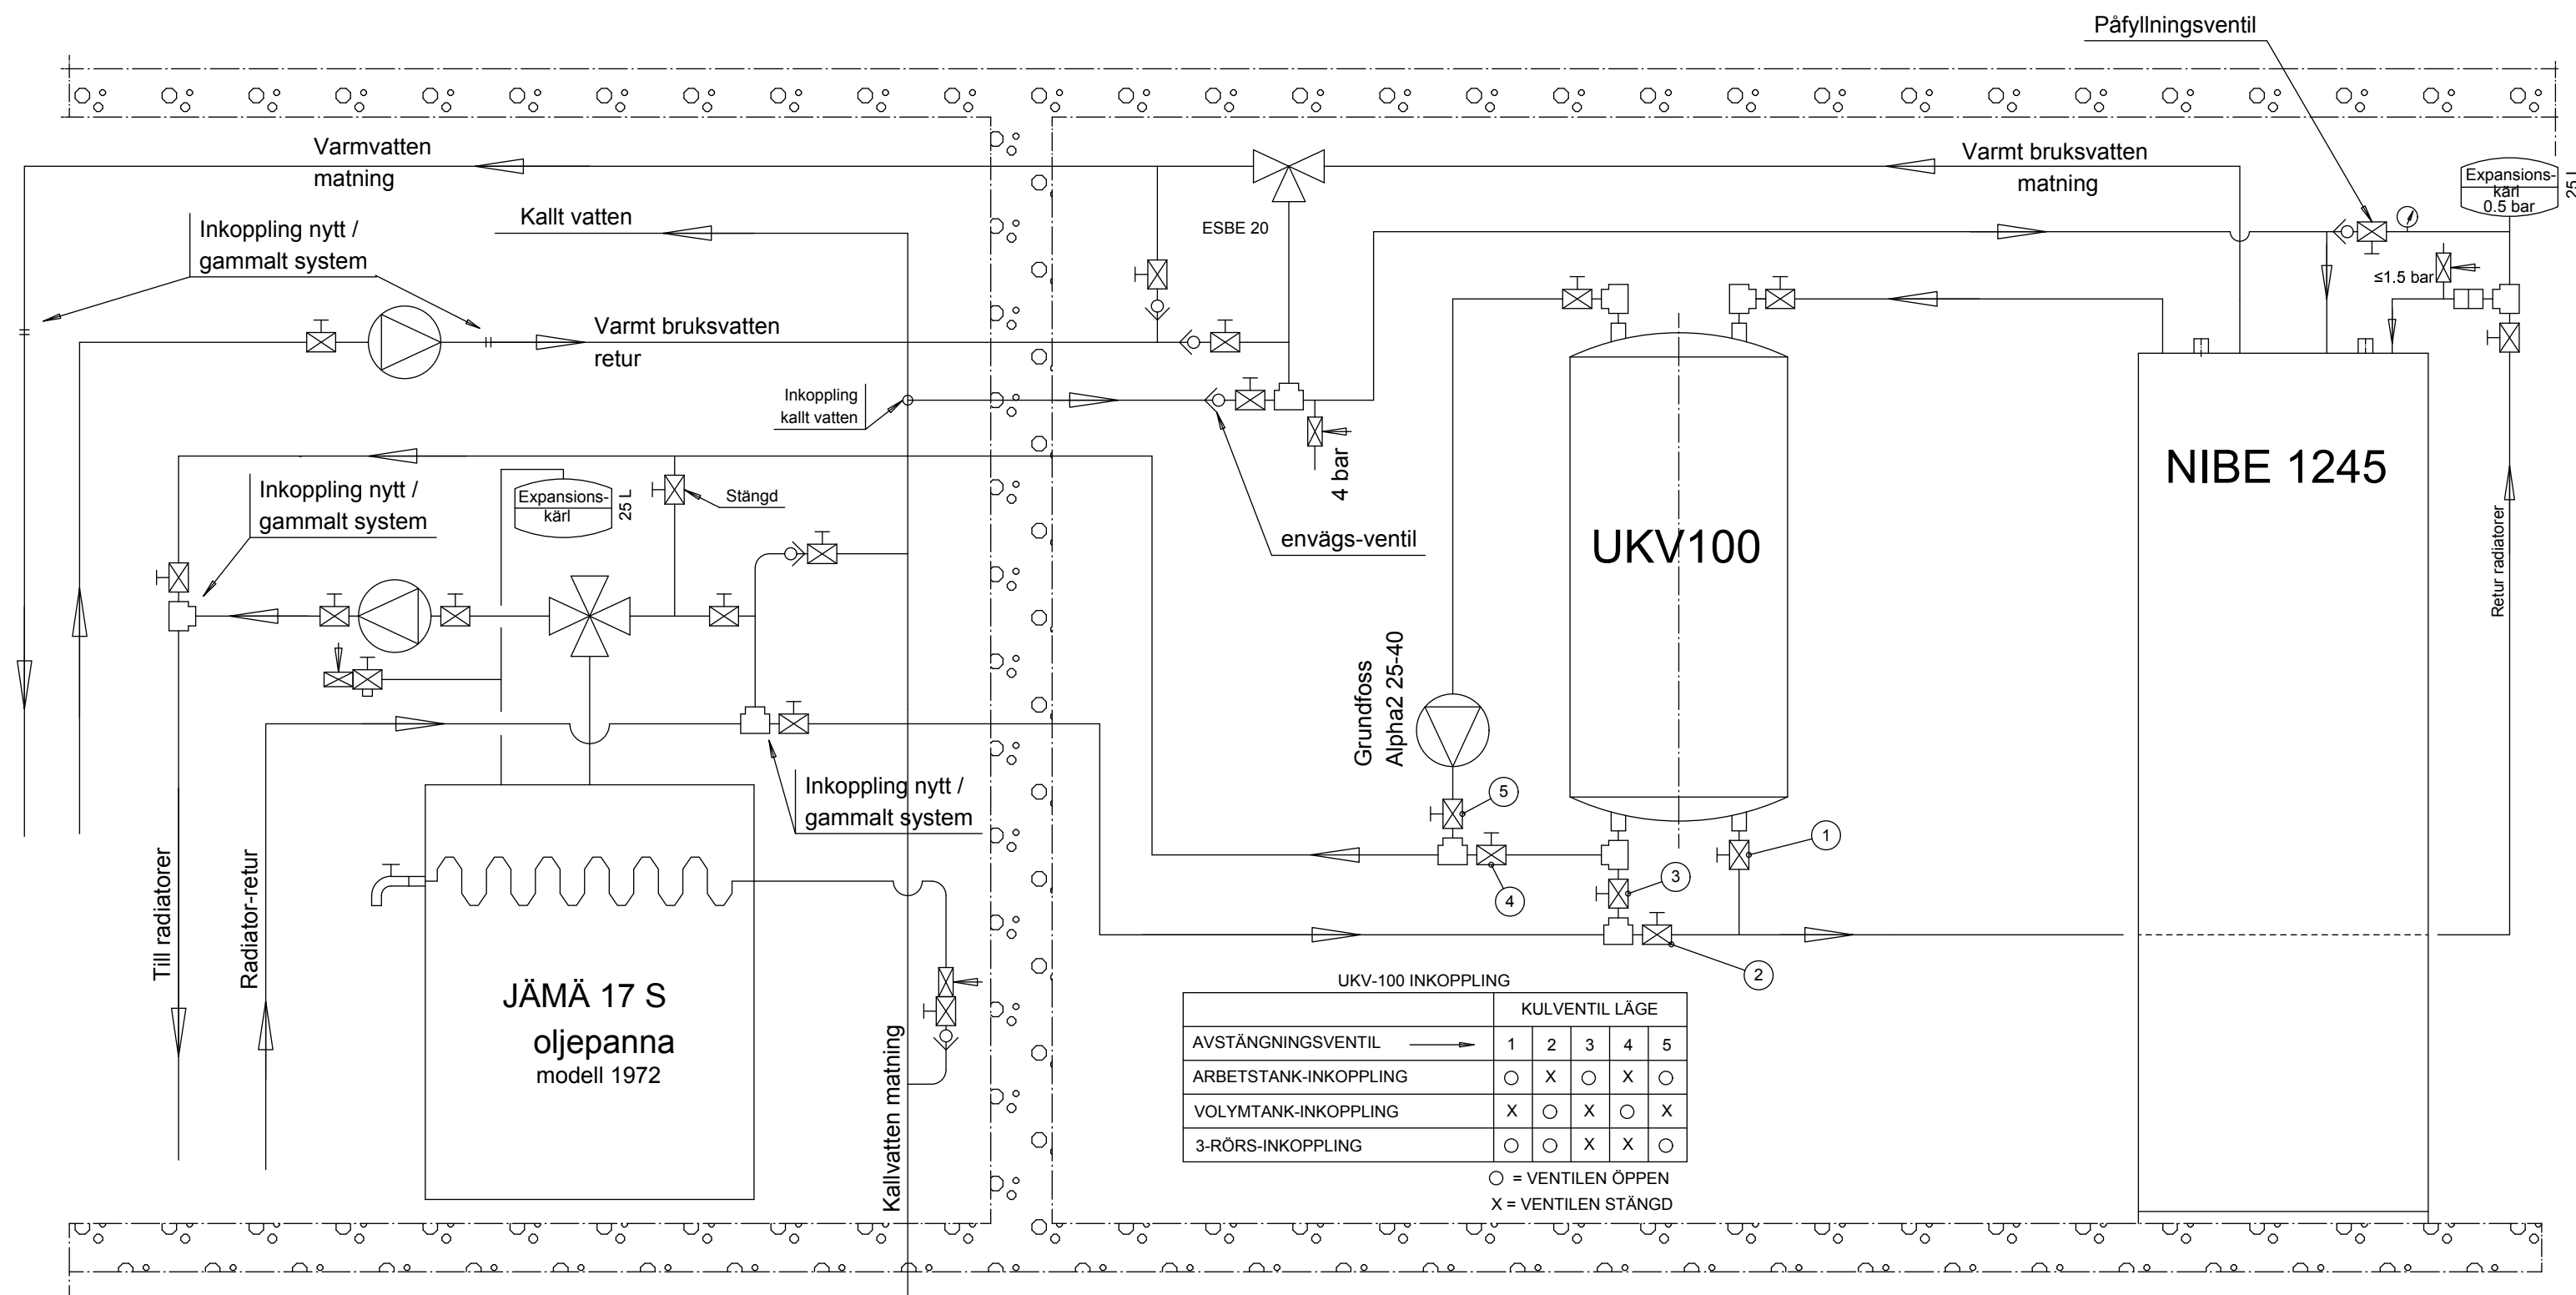 Påfyllningsventil
Varmvatten
matning
Varmt bruksvatten
matning
Expansions-
kärl
0.5 bar
25 L
Kallt vatten
Inkoppling nytt /
gammalt system
ESBE 20
≤1.5 bar
Varmt bruksvatten
retur
Inkoppling
kallt vatten
4 bar
envägs-ventil
Inkoppling nytt /
gammalt system
Expansions-
kärl
25 L
Stängd
UKV100
NIBE 1245
Retur radiatorer
Grundfoss
Alpha2 25-40
Inkoppling nytt /
gammalt system
5
1
4
3
2
Till radiatorer
Radiator-retur
JÄMÄ 17 S
oljepanna
modell 1972
Kallvatten matning
UKV-100 INKOPPLING
KULVENTIL LÄGE
AVSTÄNGNINGSVENTIL 1 2 3 4 5
ARBETSTANK-INKOPPLING ○ X ○ X ○
VOLYMTANK-INKOPPLING X ○ X ○ X
3-RÖRS-INKOPPLING ○ ○ X X ○
○ = VENTILEN ÖPPEN
X = VENTILEN STÄNGD